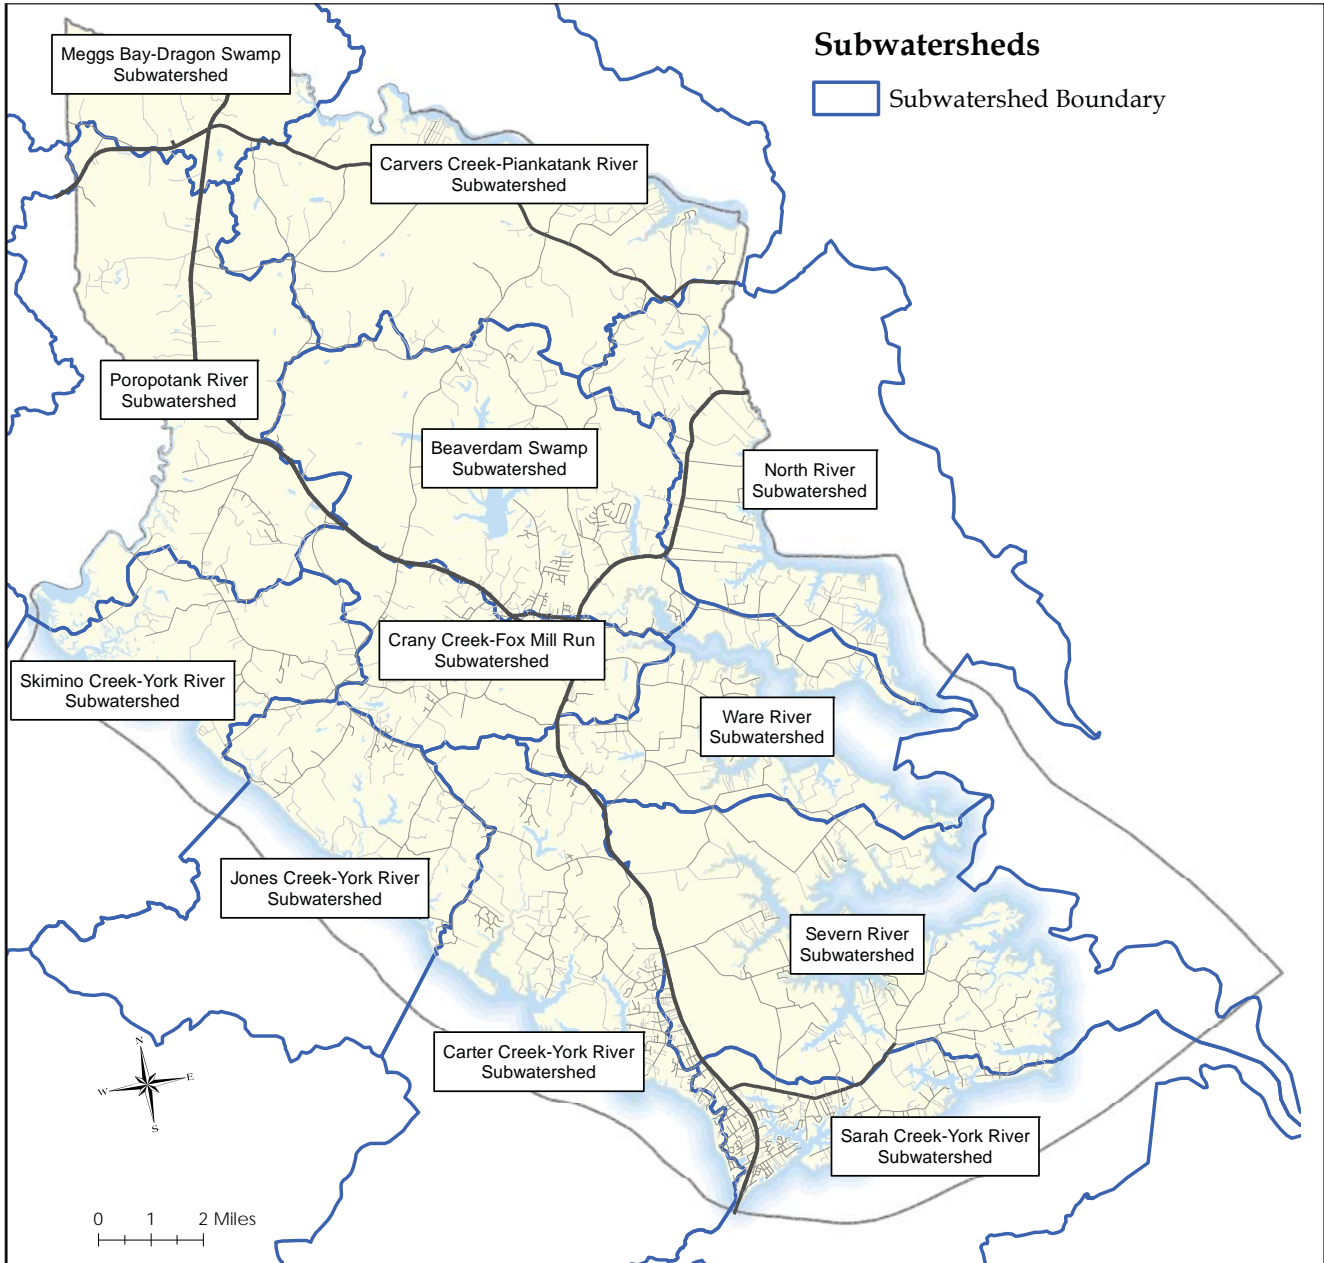 Subwatersheds
Subwatershed Boundary
Meggs Bay-Dragon Swamp
Subwatershed
Carvers Creek-Piankatank River
Subwatershed
Poropotank River
Subwatershed
Beaverdam Swamp
Subwatershed
North River
Subwatershed
Crany Creek-Fox Mill Run
Subwatershed
Skimino Creek-York River
Subwatershed
Ware River
Subwatershed
Jones Creek-York River
Subwatershed
Severn River
Subwatershed
Carter Creek-York River
Subwatershed
Sarah Creek-York River
Subwatershed
N
W E
S
0 1 2 Miles